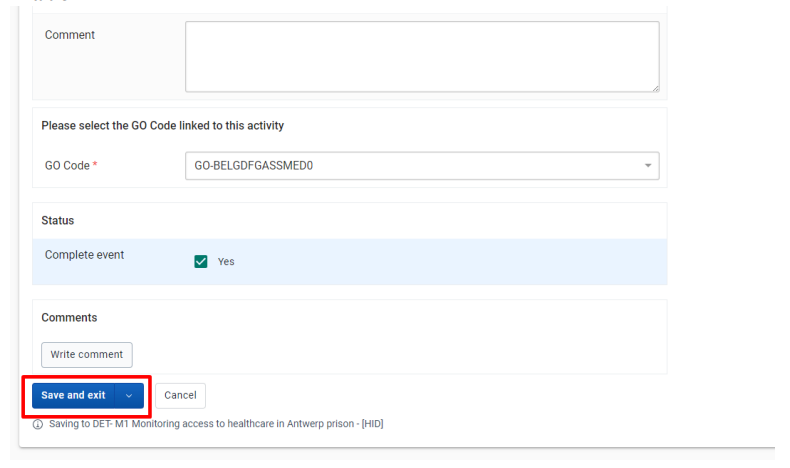 Comment
Please select the GO Code linked to this activity
GO Code *
GO-BELGDFGASSMED0
Status
Complete event
Yes
Comments
Write comment
Save and exit
Cancel
Saving to DET- M1 Monitoring access to healthcare in Antwerp prison - [HID]